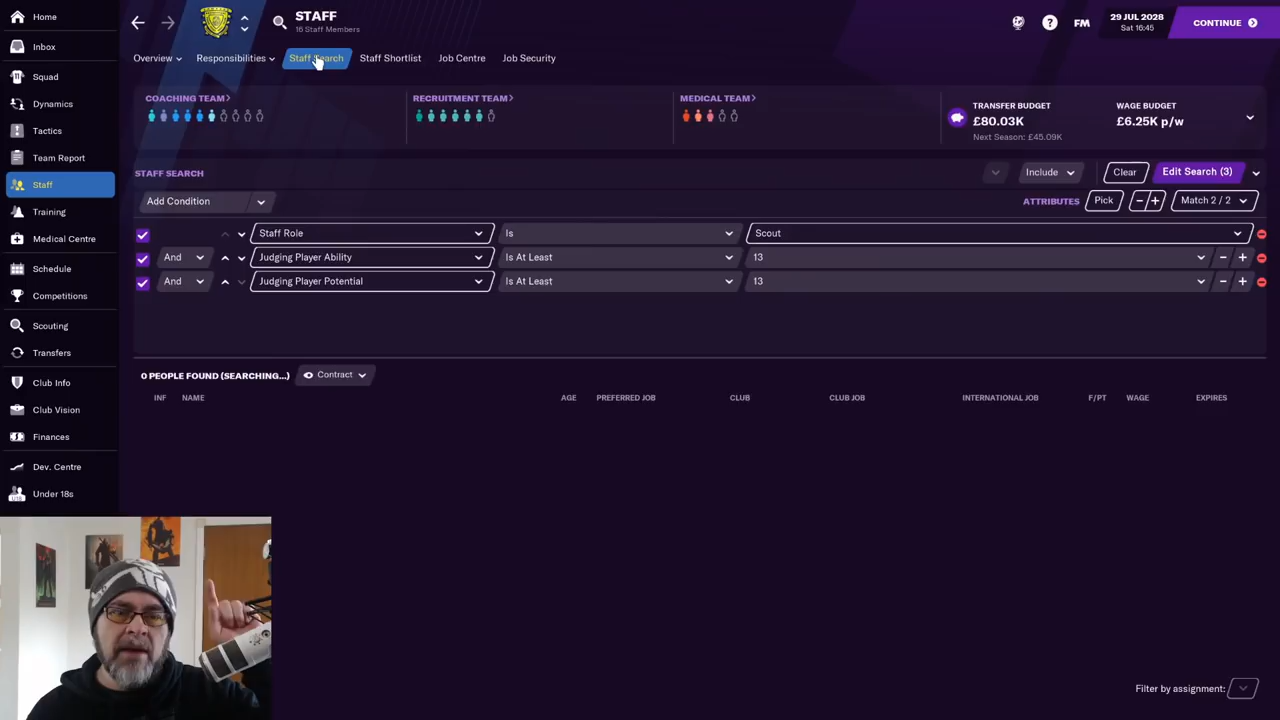 Home
STAFF
16 Staff Members
FM
29 JUL 2028
Sat 16:45
CONTINUE
Inbox
Overview
Responsibilities
Staff Search
Staff Shortlist
Job Centre
Job Security
Squad
Dynamics
Tactics
Team Report
Staff
Training
Medical Centre
Schedule
Competitions
Scouting
Transfers
Club Info
Club Vision
Finances
Dev. Centre
Under 18s
COACHING TEAM
RECRUITMENT TEAM
MEDICAL TEAM
TRANSFER BUDGET
£80.03K
Next Season: £45.09K
WAGE BUDGET
£6.25K p/w
STAFF SEARCH
Include
Clear
Edit Search (3)
Add Condition
ATTRIBUTES
Pick
Match 2 / 2
Staff Role Is Scout
And Judging Player Ability Is At Least 13
And Judging Player Potential Is At Least 13
0 PEOPLE FOUND (SEARCHING...)
Contract
INF NAME AGE PREFERRED JOB CLUB CLUB JOB INTERNATIONAL JOB F/PT WAGE EXPIRES
Filter by assignment: